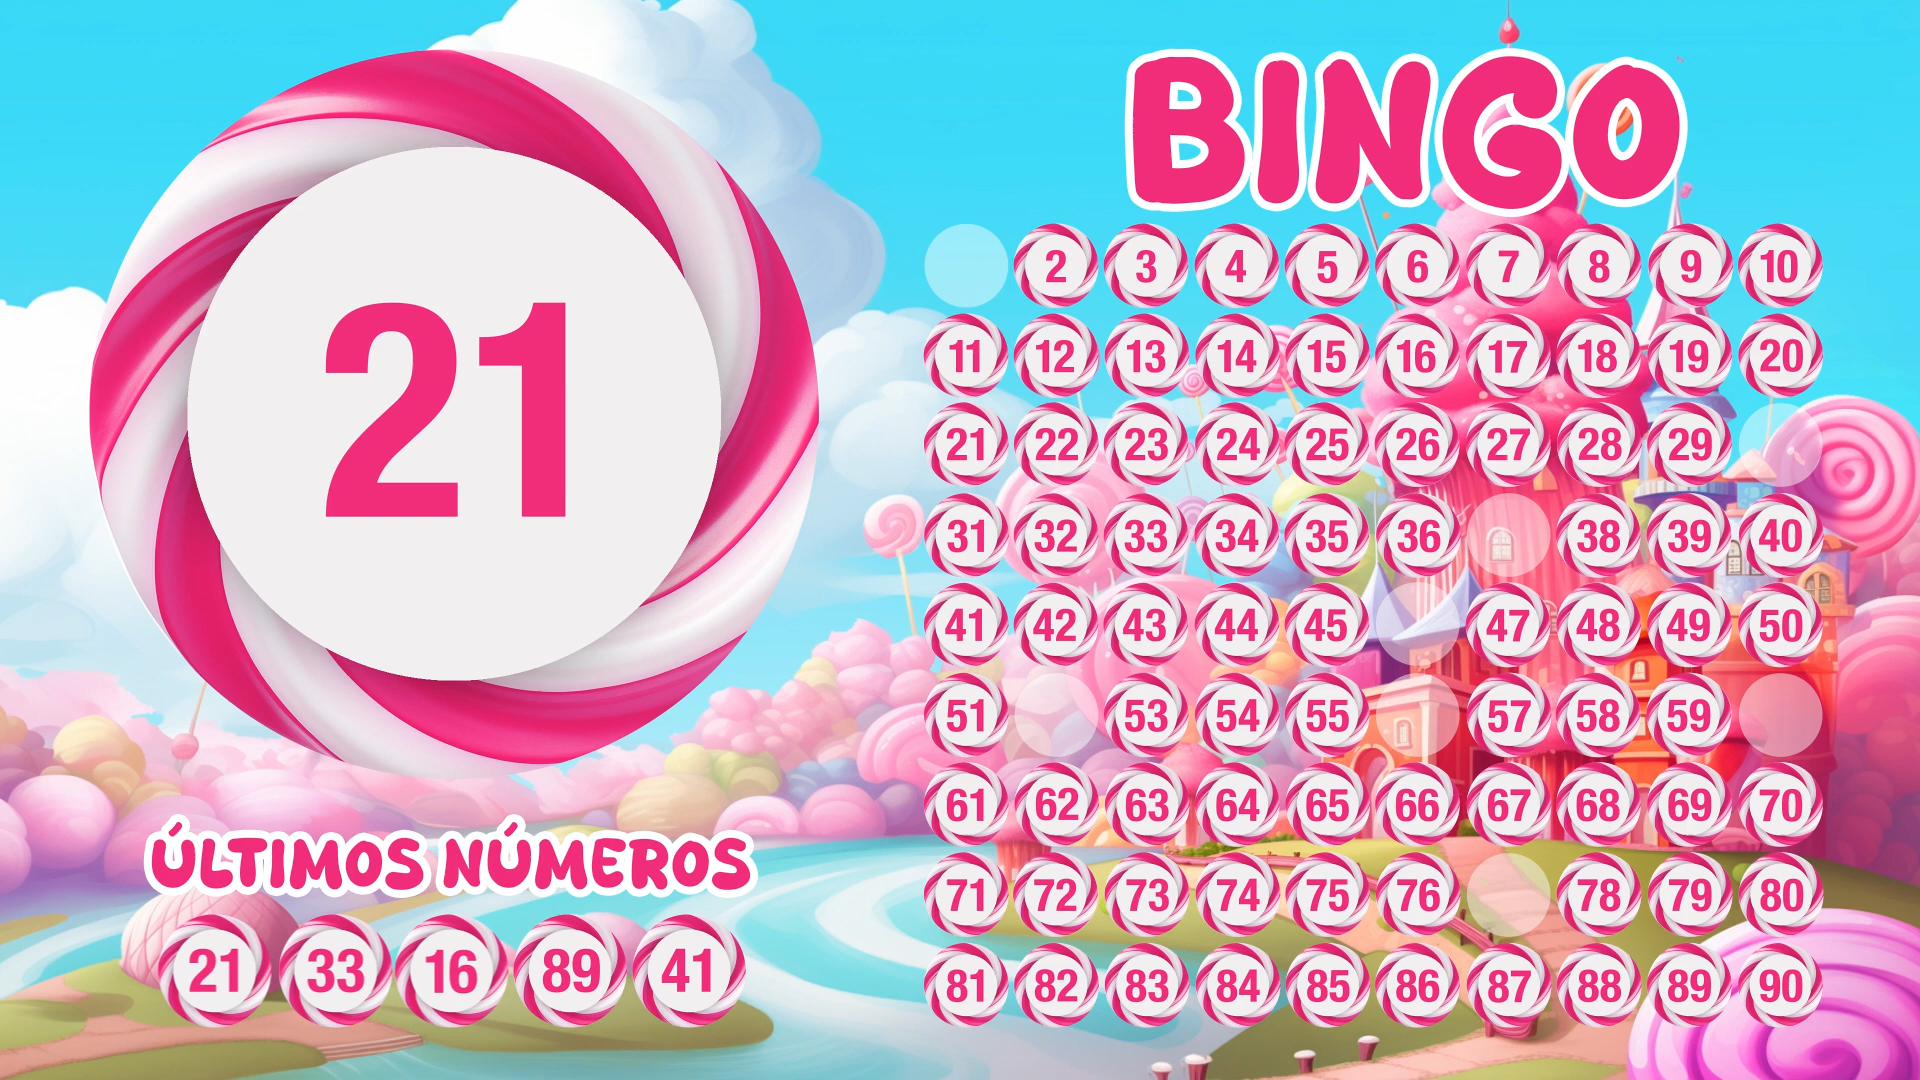 21
BINGO
2 3 4 5 6 7 8 9 10
11 12 13 14 15 16 17 18 19 20
21 22 23 24 25 26 27 28 29
31 32 33 34 35 36 38 39 40
41 42 43 44 45 47 48 49 50
51 53 54 55 57 58 59
61 62 63 64 65 66 67 68 69 70
71 72 73 74 75 76 78 79 80
81 82 83 84 85 86 87 88 89 90
ÚLTIMOS NÚMEROS
21 33 16 89 41